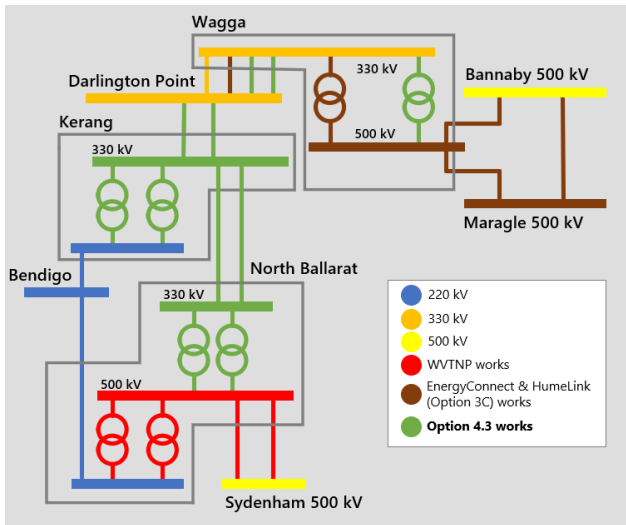 Wagga
330 kV
Bannaby 500 kV
Darlington Point
Kerang
500 kV
330 kV
Maragle 500 kV
North Ballarat
Bendigo
330 kV
220 kV
330 kV
500 kV
WVTNP works
EnergyConnect & HumeLink
(Option 3C) works
Option 4.3 works
500 kV
Sydenham 500 kV